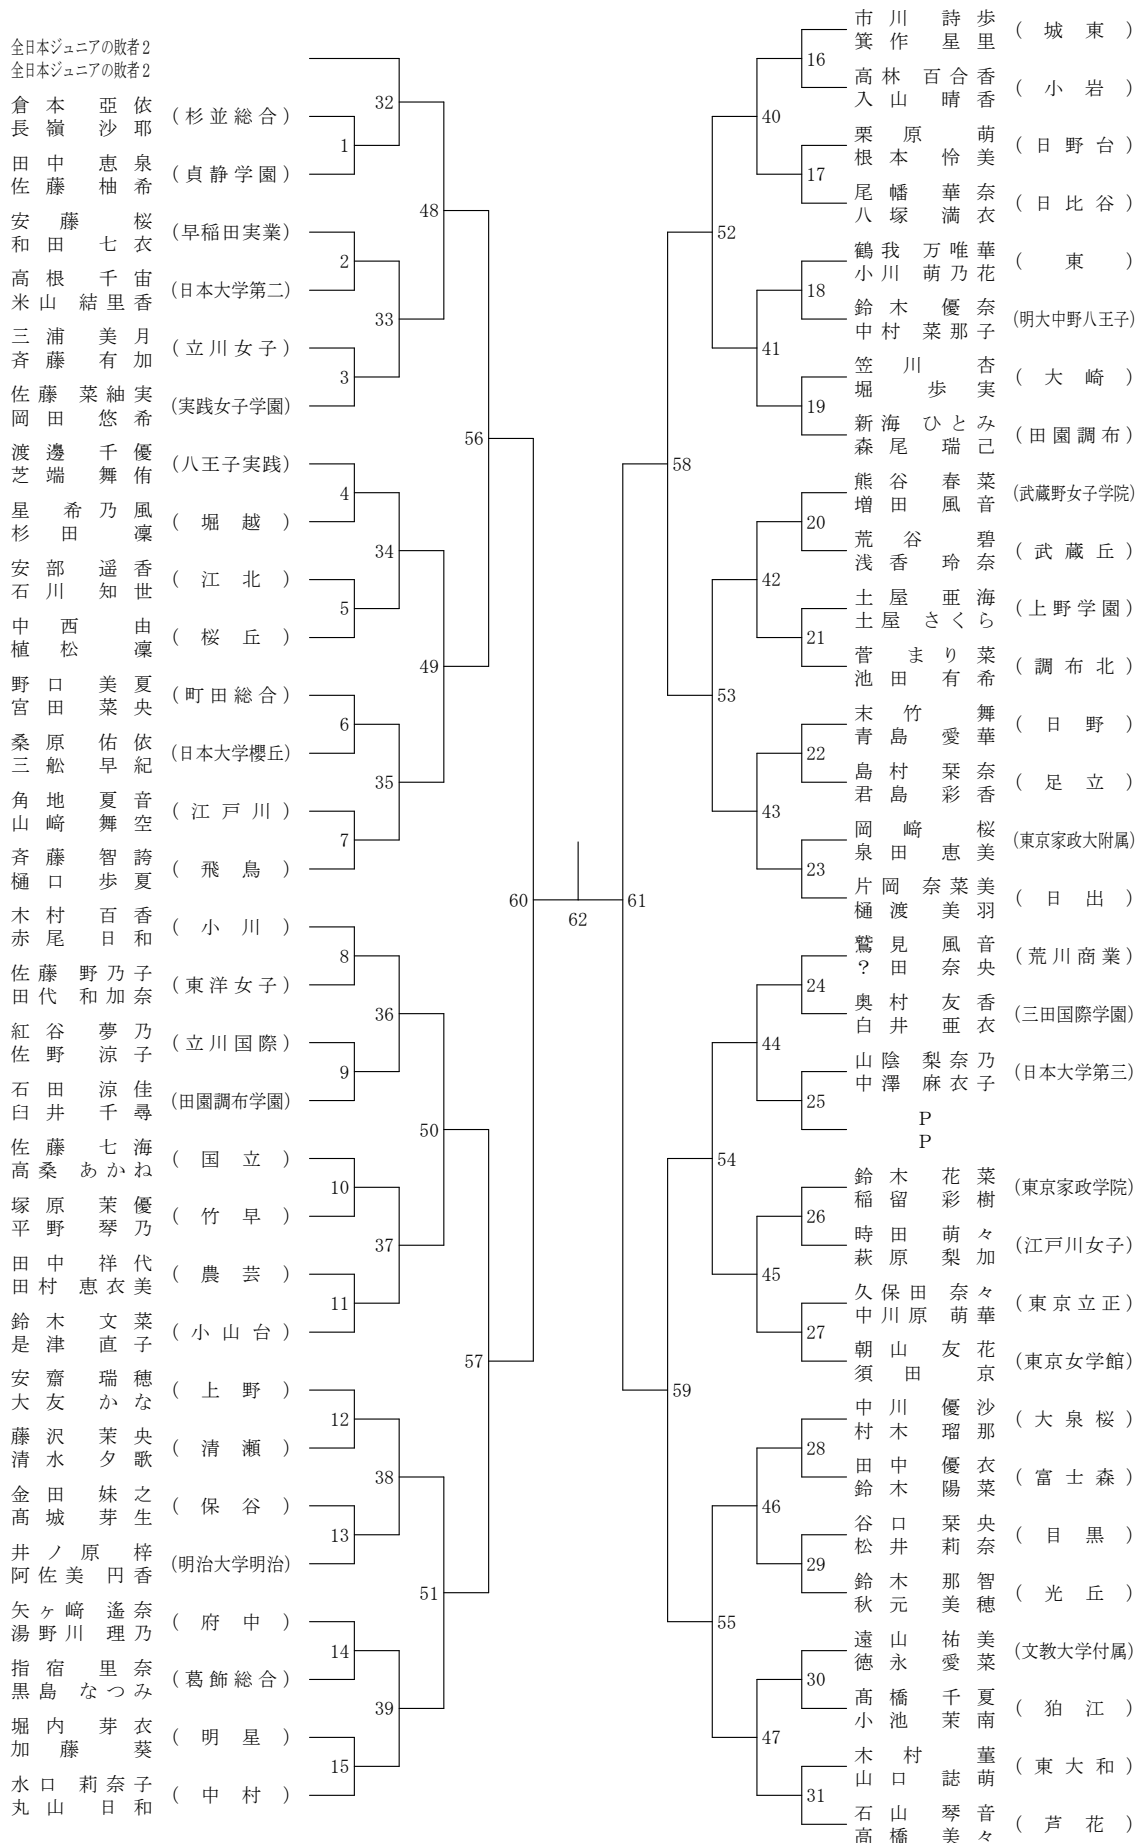 全日本ジュニアの敗者2
全日本ジュニアの敗者2
32
倉本 亞依 (杉並総合)
長嶺 沙耶
1
田中 恵泉 (貞静学園)
佐藤 柚希
48
安藤 桜 (早稲田実業)
和田 七衣
2
高根 千宙 (日本大学第二)
米山 結里香
33
三浦 美月 (立川女子)
斉藤 有加
3
佐藤 菜紬実 (実践女子学園)
岡田 悠希
56
渡邊 千優 (八王子実践)
芝端 舞侑
4
星 希乃風 (堀越)
杉田 凜
34
安部 遥香 (江北)
石川 知世
5
中西 由 (桜丘)
植松 凜
49
野口 美夏 (町田総合)
宮田 菜央
6
桑原 佑依 (日本大学櫻丘)
三舩 早紀
35
角地 夏音 (江戸川)
山﨑 舞空
7
斉藤 智誇 (飛鳥)
樋口 歩夏
60
木村 百香 (小川)
赤尾 日和
8
佐藤 野乃子 (東洋女子)
田代 和加奈
36
紅谷 夢乃 (立川国際)
佐野 涼子
9
石田 涼佳 (田園調布学園)
臼井 千尋
50
佐藤 七海 (国立)
高桑 あかね
10
塚原 茉優 (竹早)
平野 琴乃
37
田中 祥代 (農芸)
田村 恵衣美
11
鈴木 文菜 (小山台)
是津 直子
57
安齋 瑞穂 (上野)
大友 かな
12
藤沢 茉央 (清瀬)
清水 夕歌
38
金田 妹之 (保谷)
髙城 芽生
13
井ノ原 梓 (明治大学明治)
阿佐美 円香
51
矢ヶ﨑 遙奈 (府中)
湯野川 理乃
14
指宿 里奈 (葛飾総合)
黒島 なつみ
39
堀内 芽衣 (明星)
加藤 葵
15
水口 莉奈子 (中村)
丸山 日和
62
市川 詩歩 (城東)
箕作 星里
16
高林 百合香 (小岩)
入山 晴香
40
栗原 萌 (日野台)
根本 怜美
17
尾幡 華奈 (日比谷)
八塚 満衣
52
鶴我 万唯華 (東)
小川 萌乃花
18
鈴木 優奈 (明大中野八王子)
中村 菜那子
41
笠川 杏 (大崎)
堀 歩実
19
新海 ひとみ (田園調布)
森尾 瑞己
58
熊谷 春菜 (武蔵野女子学院)
増田 風音
20
荒谷 碧 (武蔵丘)
浅香 玲奈
42
土屋 亜海 (上野学園)
土屋 さくら
21
菅 まり菜 (調布北)
池田 有希
53
末竹 舞 (日野)
青島 愛華
22
島村 栞奈 (足立)
君島 彩香
43
岡﨑 桜 (東京家政大附属)
泉田 恵美
23
片岡 奈菜美 (日出)
樋渡 美羽
61
鷲見 風音 (荒川商業)
?田 奈央
24
奥村 友香 (三田国際学園)
白井 亜衣
44
山陰 梨奈乃 (日本大学第三)
中澤 麻衣子
25
P
P
54
鈴木 花菜 (東京家政学院)
稲留 彩樹
26
時田 萌々 (江戸川女子)
萩原 梨加
45
久保田 奈々 (東京立正)
中川原 萌華
27
朝山 友花 (東京女学館)
須田 京
59
中川 優沙 (大泉桜)
村木 瑠那
28
田中 優衣 (富士森)
鈴木 陽菜
46
谷口 栞央 (目黒)
松井 莉奈
29
鈴木 那智 (光丘)
秋元 美穂
55
遠山 祐美 (文教大学付属)
徳永 愛菜
30
髙橋 千夏 (狛江)
小池 茉南
47
木村 菫 (東大和)
山口 誌萌
31
石山 琴音 (芦花)
高橋 美々